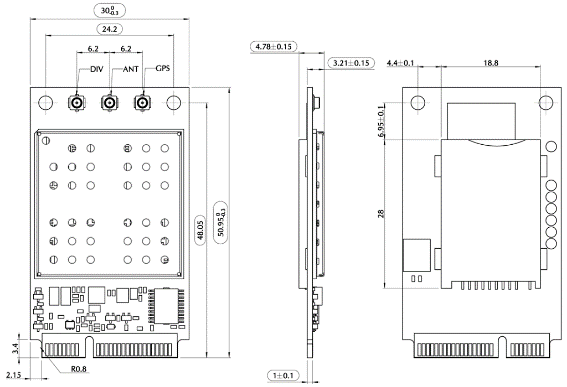 30 0 -0.3
24.2
6.2
6.2
DIV
ANT
GPS
48.05
50.95 0 -0.3
3.4
2.15
R0.8
4.78±0.15
3.21±0.15
1±0.1
4.4±0.1
18.8
6.95±0.1
28